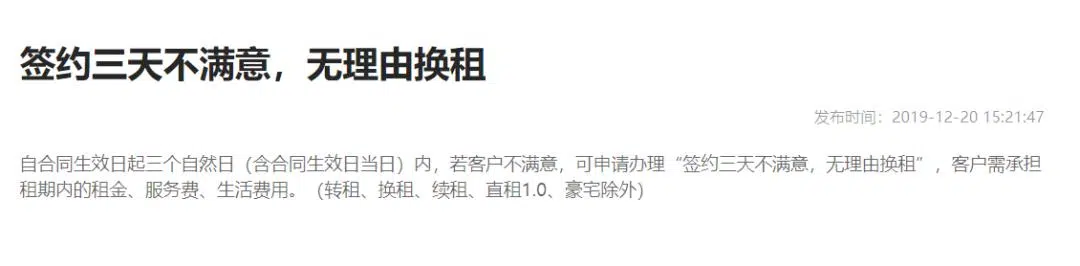 签约三天不满意，无理由换租
发布时间：2019-12-20 15:21:47
自合同生效日起三个自然日（含合同生效日当日）内，若客户不满意，可申请办理“签约三天不满意，无理由换租”，客户需承担
租期内的租金、服务费、生活费用。（转租、换租、续租、直租1.0、豪宅除外）